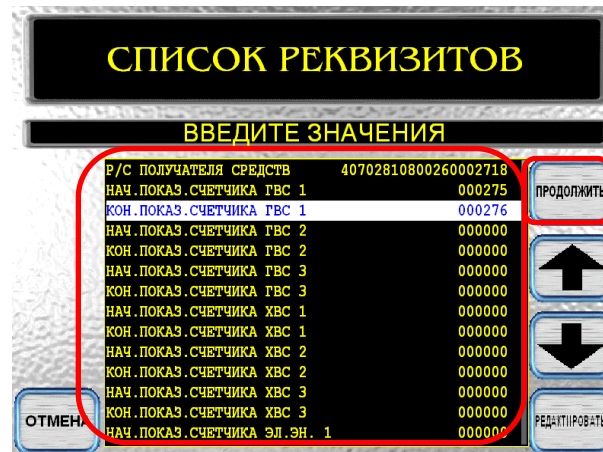 СПИСОК РЕКВИЗИТОВ
ВВЕДИТЕ ЗНАЧЕНИЯ
Р/С ПОЛУЧАТЕЛЯ СРЕДСТВ 40702810800260002718
НАЧ.ПОКАЗ.СЧЕТЧИКА ГВС 1 000275
КОН.ПОКАЗ.СЧЕТЧИКА ГВС 1 000276
НАЧ.ПОКАЗ.СЧЕТЧИКА ГВС 2 000000
КОН.ПОКАЗ.СЧЕТЧИКА ГВС 2 000000
НАЧ.ПОКАЗ.СЧЕТЧИКА ГВС 3 000000
КОН.ПОКАЗ.СЧЕТЧИКА ГВС 3 000000
НАЧ.ПОКАЗ.СЧЕТЧИКА ХВС 1 000000
КОН.ПОКАЗ.СЧЕТЧИКА ХВС 1 000000
НАЧ.ПОКАЗ.СЧЕТЧИКА ХВС 2 000000
КОН.ПОКАЗ.СЧЕТЧИКА ХВС 2 000000
НАЧ.ПОКАЗ.СЧЕТЧИКА ХВС 3 000000
КОН.ПОКАЗ.СЧЕТЧИКА ХВС 3 000000
НАЧ.ПОКАЗ.СЧЕТЧИКА ЭЛ.ЭН. 1 000000
ПРОДОЛЖИТЬ
ОТМЕНА
РЕДАКТИРОВАТЬ